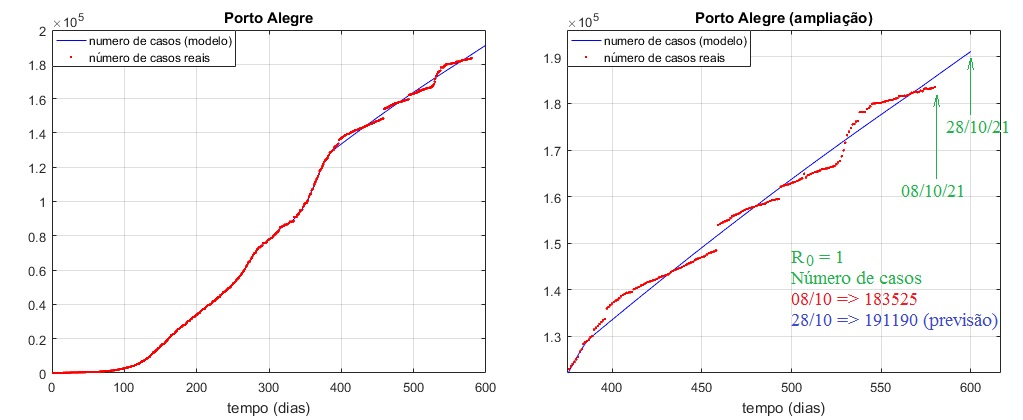 Porto Alegre
×10⁵
2
1.8
1.6
1.4
1.2
1
0.8
0.6
0.4
0.2
0
0 100 200 300 400 500 600
tempo (dias)
numero de casos (modelo)
número de casos reais
Porto Alegre (ampliação)
×10⁵
1.9
1.8
1.7
1.6
1.5
1.4
1.3
400 450 500 550 600
tempo (dias)
numero de casos (modelo)
número de casos reais
28/10/21
08/10/21
R₀ = 1
Número de casos
08/10 => 183525
28/10 => 191190 (previsão)